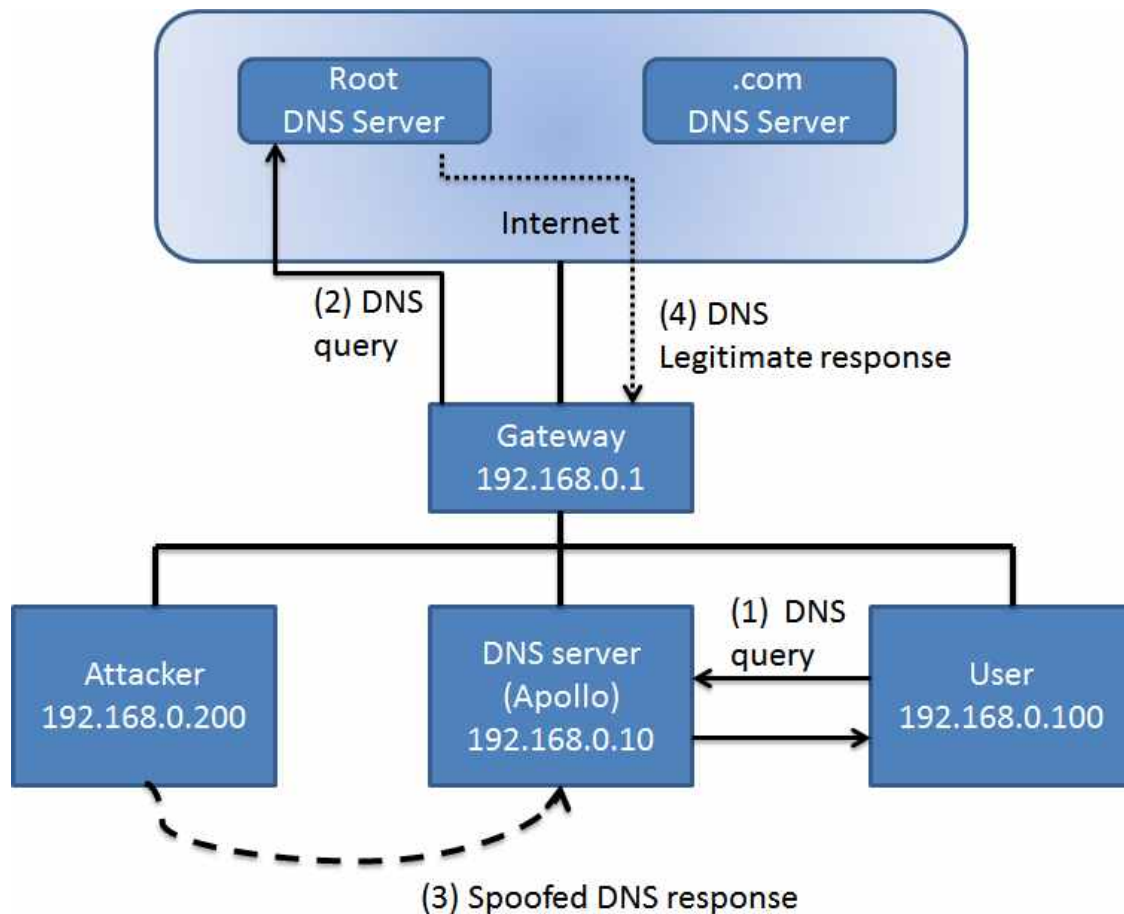 Root
DNS Server
.com
DNS Server
Internet
(2) DNS
query
(4) DNS
Legitimate response
Gateway
192.168.0.1
Attacker
192.168.0.200
DNS server
(Apollo)
192.168.0.10
(1) DNS
query
User
192.168.0.100
(3) Spoofed DNS response